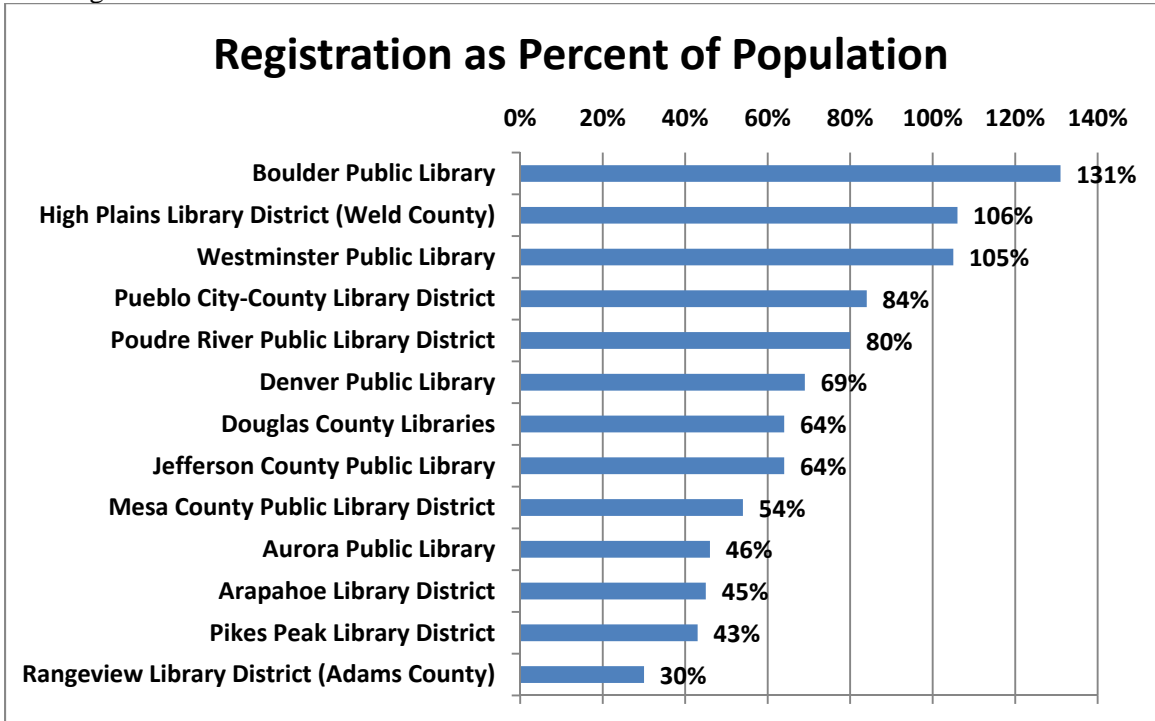 Registration as Percent of Population
0% 20% 40% 60% 80% 100% 120% 140%
Boulder Public Library 131%
High Plains Library District (Weld County) 106%
Westminster Public Library 105%
Pueblo City-County Library District 84%
Poudre River Public Library District 80%
Denver Public Library 69%
Douglas County Libraries 64%
Jefferson County Public Library 64%
Mesa County Public Library District 54%
Aurora Public Library 46%
Arapahoe Library District 45%
Pikes Peak Library District 43%
Rangeview Library District (Adams County) 30%